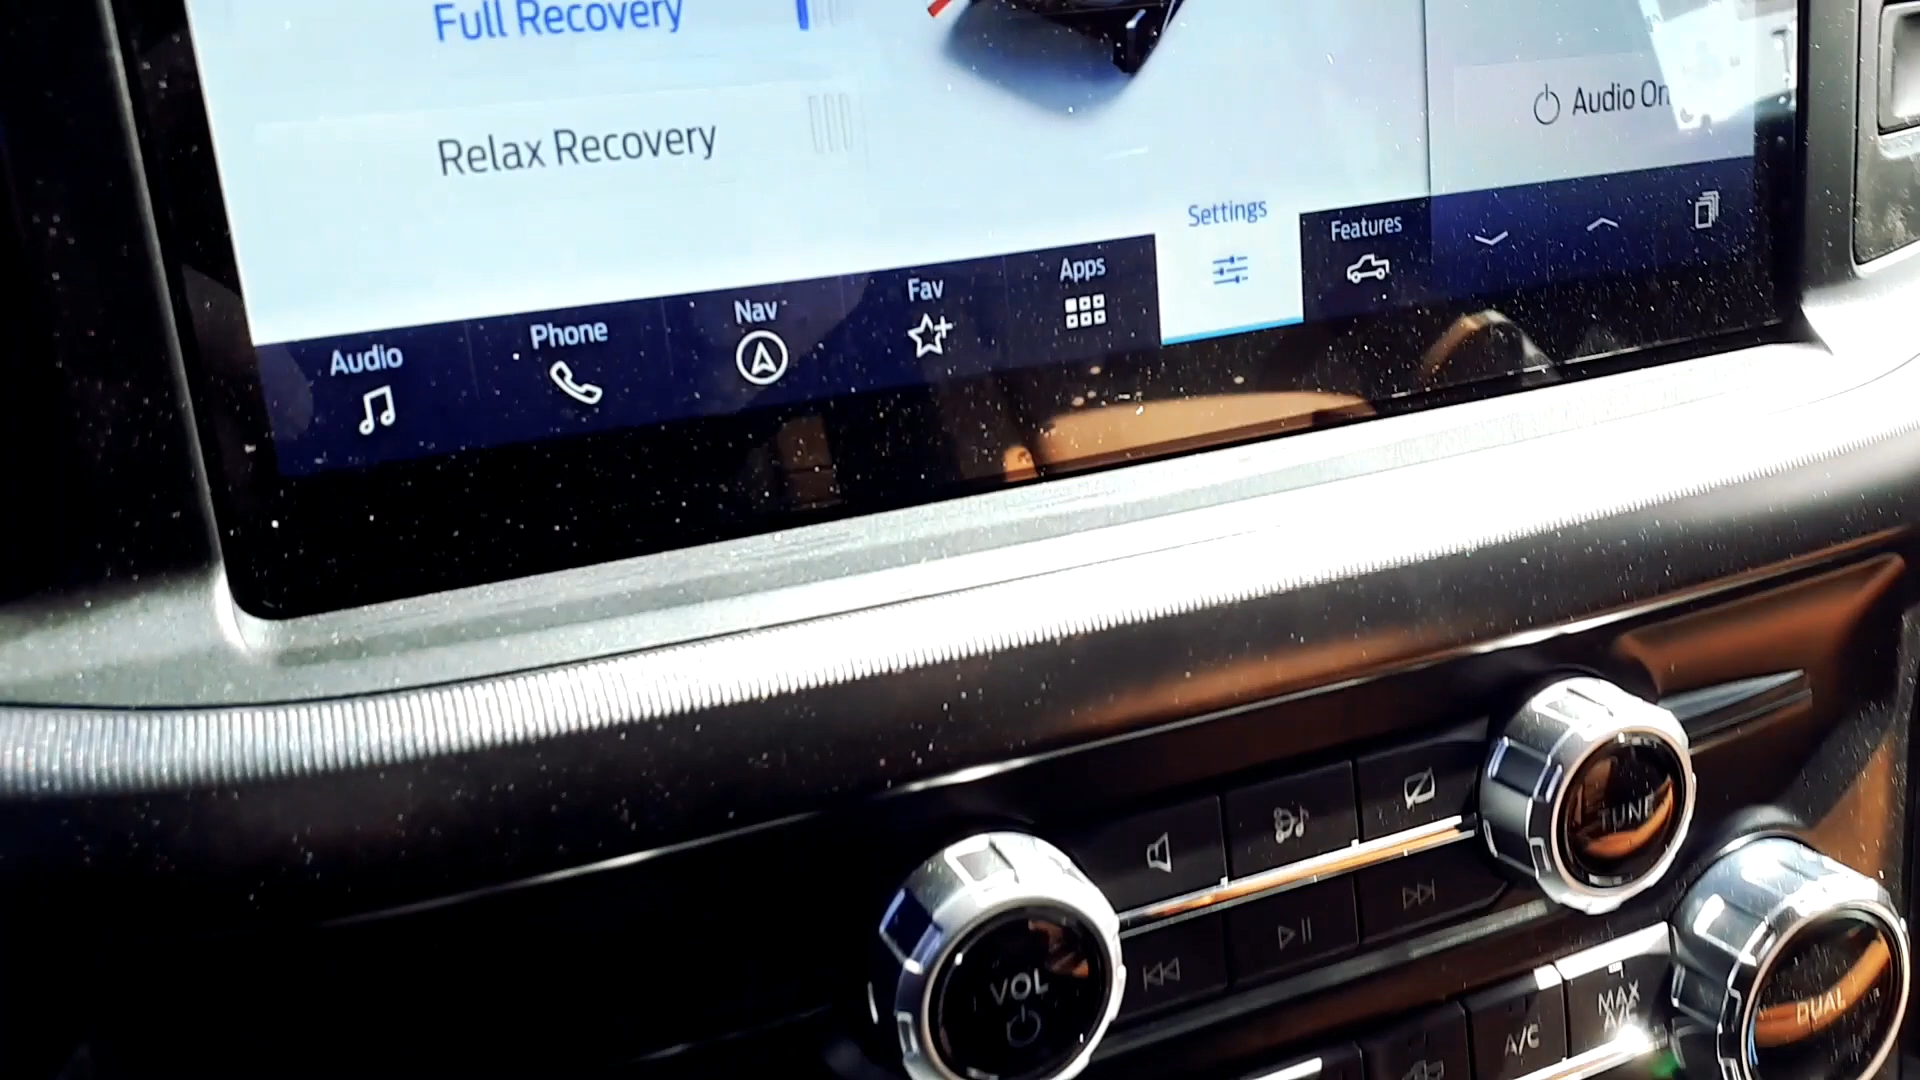 Full Recovery
Relax Recovery
Audio On
Settings
Features
Apps
Fav
Nav
Phone
Audio
TUNE
VOL
MAX
A/C
A/C
DUAL